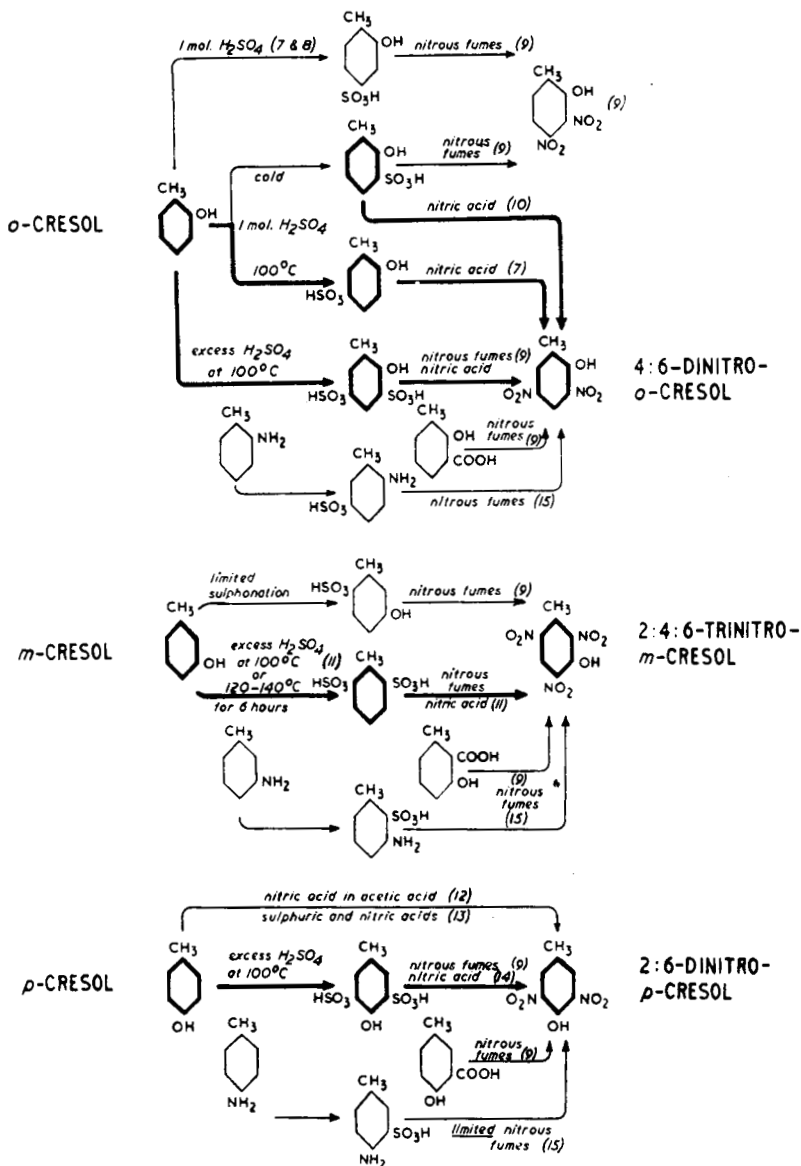 CH3
OH
SO3H
1 mol. H2SO4 (7 & 8)
nitrous fumes (9)
CH3
OH
NO2
NO2
(9)
CH3
OH
SO3H
cold
nitrous
fumes (9)
o-CRESOL
CH3
OH
1 mol. H2SO4
nitric acid (10)
100°C
CH3
OH
HSO3
nitric acid (7)
excess H2SO4
at 100°C
CH3
OH
HSO3
SO3H
nitrous fumes (9)
nitric acid
CH3
OH
O2N
NO2
4:6-DINITRO-
o-CRESOL
CH3
NH2
CH3
OH
COOH
nitrous
fumes (9)
CH3
NH2
HSO3
nitrous fumes (15)
limited
sulphonation
CH3
HSO3
OH
nitrous fumes (9)
m-CRESOL
CH3
OH
excess H2SO4
at 100°C (11)
or
120-140°C
for 6 hours
CH3
HSO3
SO3H
nitrous
fumes
nitric acid (11)
CH3
O2N
NO2
OH
NO2
2:4:6-TRINITRO-
m-CRESOL
CH3
NH2
CH3
COOH
OH
(9) &
nitrous
fumes
(15)
CH3
SO3H
NH2
nitric acid in acetic acid (12)
sulphuric and nitric acids (13)
p-CRESOL
CH3
OH
excess H2SO4
at 100°C
CH3
HSO3
SO3H
OH
nitrous fumes (9)
nitric acid (14)
CH3
O2N
NO2
OH
2:6-DINITRO-
p-CRESOL
CH3
NH2
CH3
COOH
OH
nitrous
fumes (9)
CH3
SO3H
NH2
limited nitrous
fumes (15)